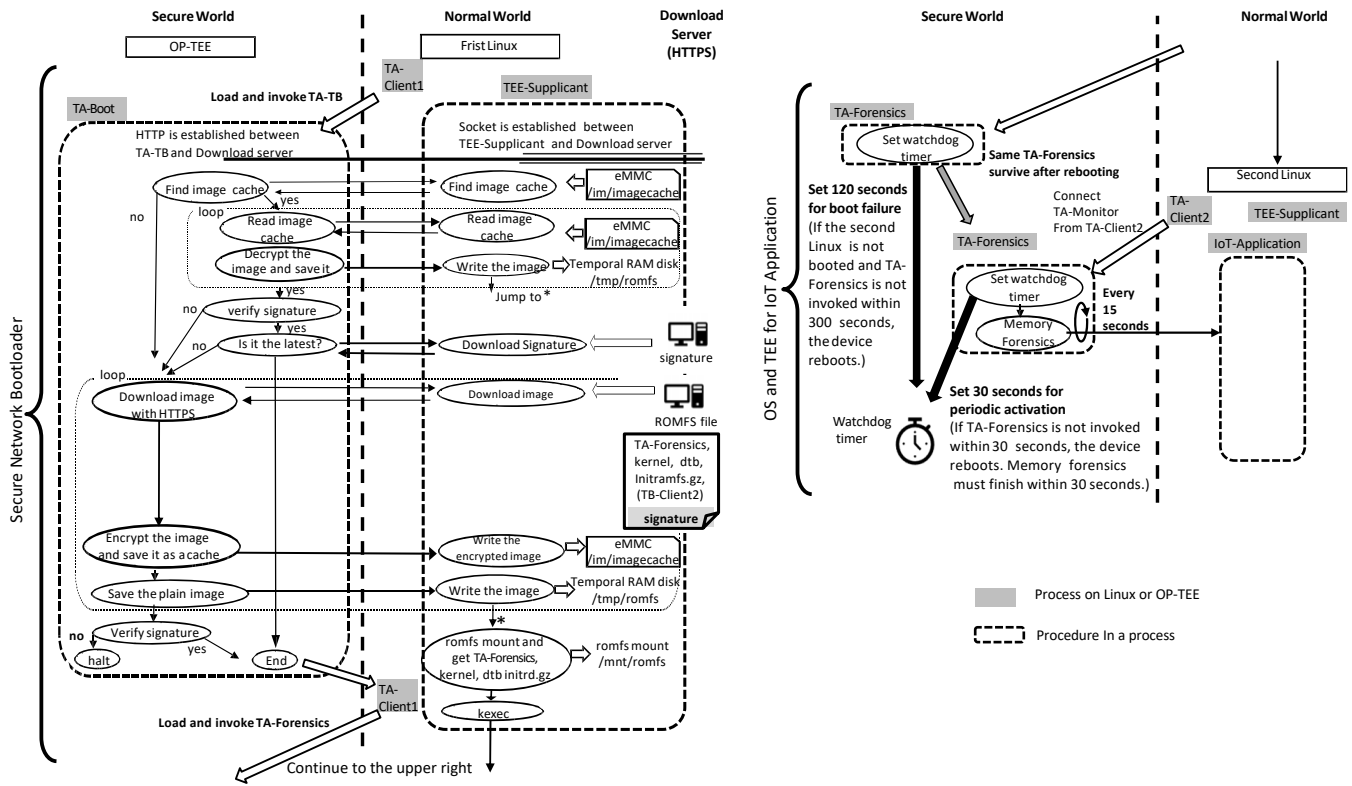 Secure World
Normal World
Download
Server
(HTTPS)
OP-TEE
Frist Linux
TA-
Client1
Load and invoke TA-TB
TEE-Supplicant
TA-Boot
HTTP is established between
TA-TB and Download server
Socket is established between
TEE-Supplicant and Download server
Find image cache
Find image cache
eMMC
/im/imagecache
yes
no
loop
Read image
cache
Read image
cache
eMMC
/im/imagecache
Decrypt the
image and save it
Write the image
Temporal RAM disk
/tmp/romfs
yes
Jump to *
no
verify signature
yes
no
Is it the latest?
Download Signature
signature
loop
Download image
with HTTPS
Download image
ROMFS file
TA-Forensics,
kernel, dtb,
Initramfs.gz,
(TB-Client2)
signature
Encrypt the image
and save it as a cache
Write the
encrypted image
eMMC
/im/imagecache
Save the plain image
Write the image
Temporal RAM disk
/tmp/romfs
*
no
Verify signature
yes
halt
End
romfs mount and
get TA-Forensics,
kernel, dtb initrd.gz
romfs mount
/mnt/romfs
TA-
Client1
kexec
Load and invoke TA-Forensics
Continue to the upper right
Secure Network Bootloader
Secure World
Normal World
TA-Forensics
Set watchdog
timer
Same TA-Forensics
survive after rebooting
Second Linux
Set 120 seconds
for boot failure
(If the second
Linux is not
booted and TA-
Forensics is not
invoked within
300 seconds,
the device
reboots.)
Connect
TA-Monitor
From TA-Client2
TA-
Client2
TEE-Supplicant
TA-Forensics
IoT-Application
Set watchdog
timer
Every
15
seconds
Memory
Forensics
Set 30 seconds for
periodic activation
(If TA-Forensics is not invoked
within 30 seconds, the device
reboots. Memory forensics
must finish within 30 seconds.)
Watchdog
timer
OS and TEE for IoT Application
Process on Linux or OP-TEE
Procedure In a process